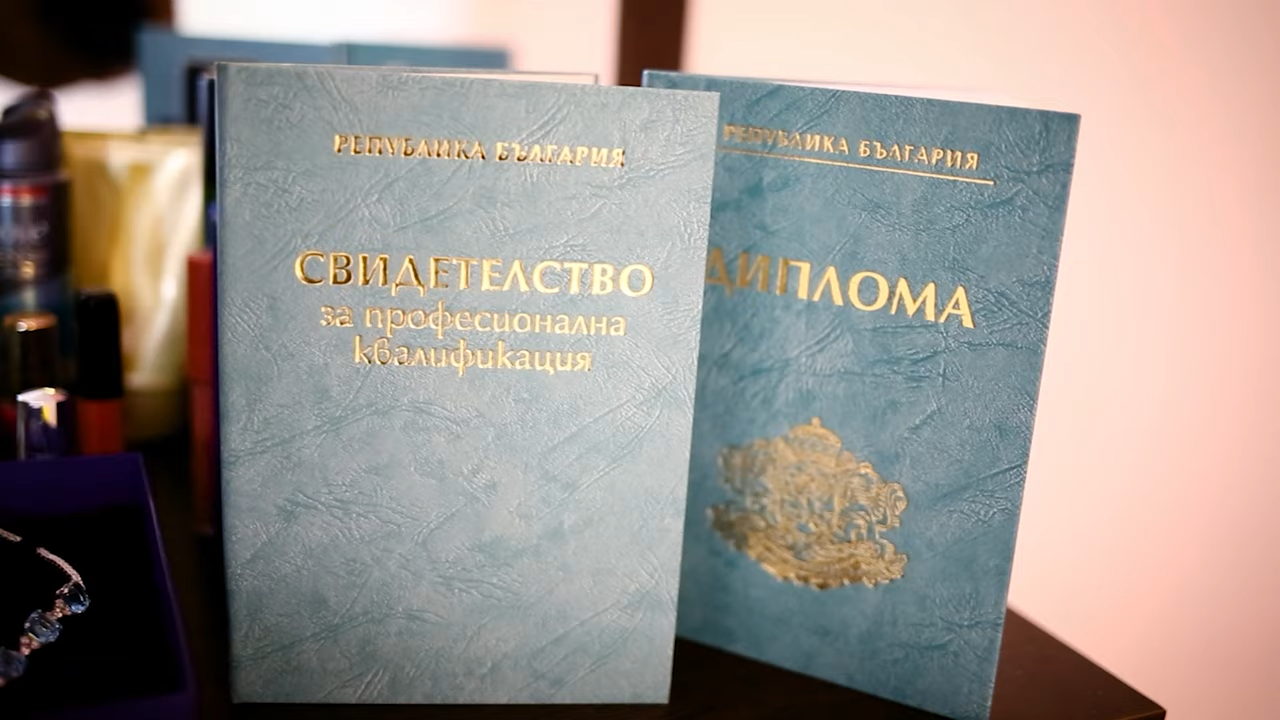 РЕПУБЛИКА БЪЛГАРИЯ
СВИДЕТЕЛСТВО
за професионална
квалификация
РЕПУБЛИКА БЪЛГАРИЯ
ДИПЛОМА